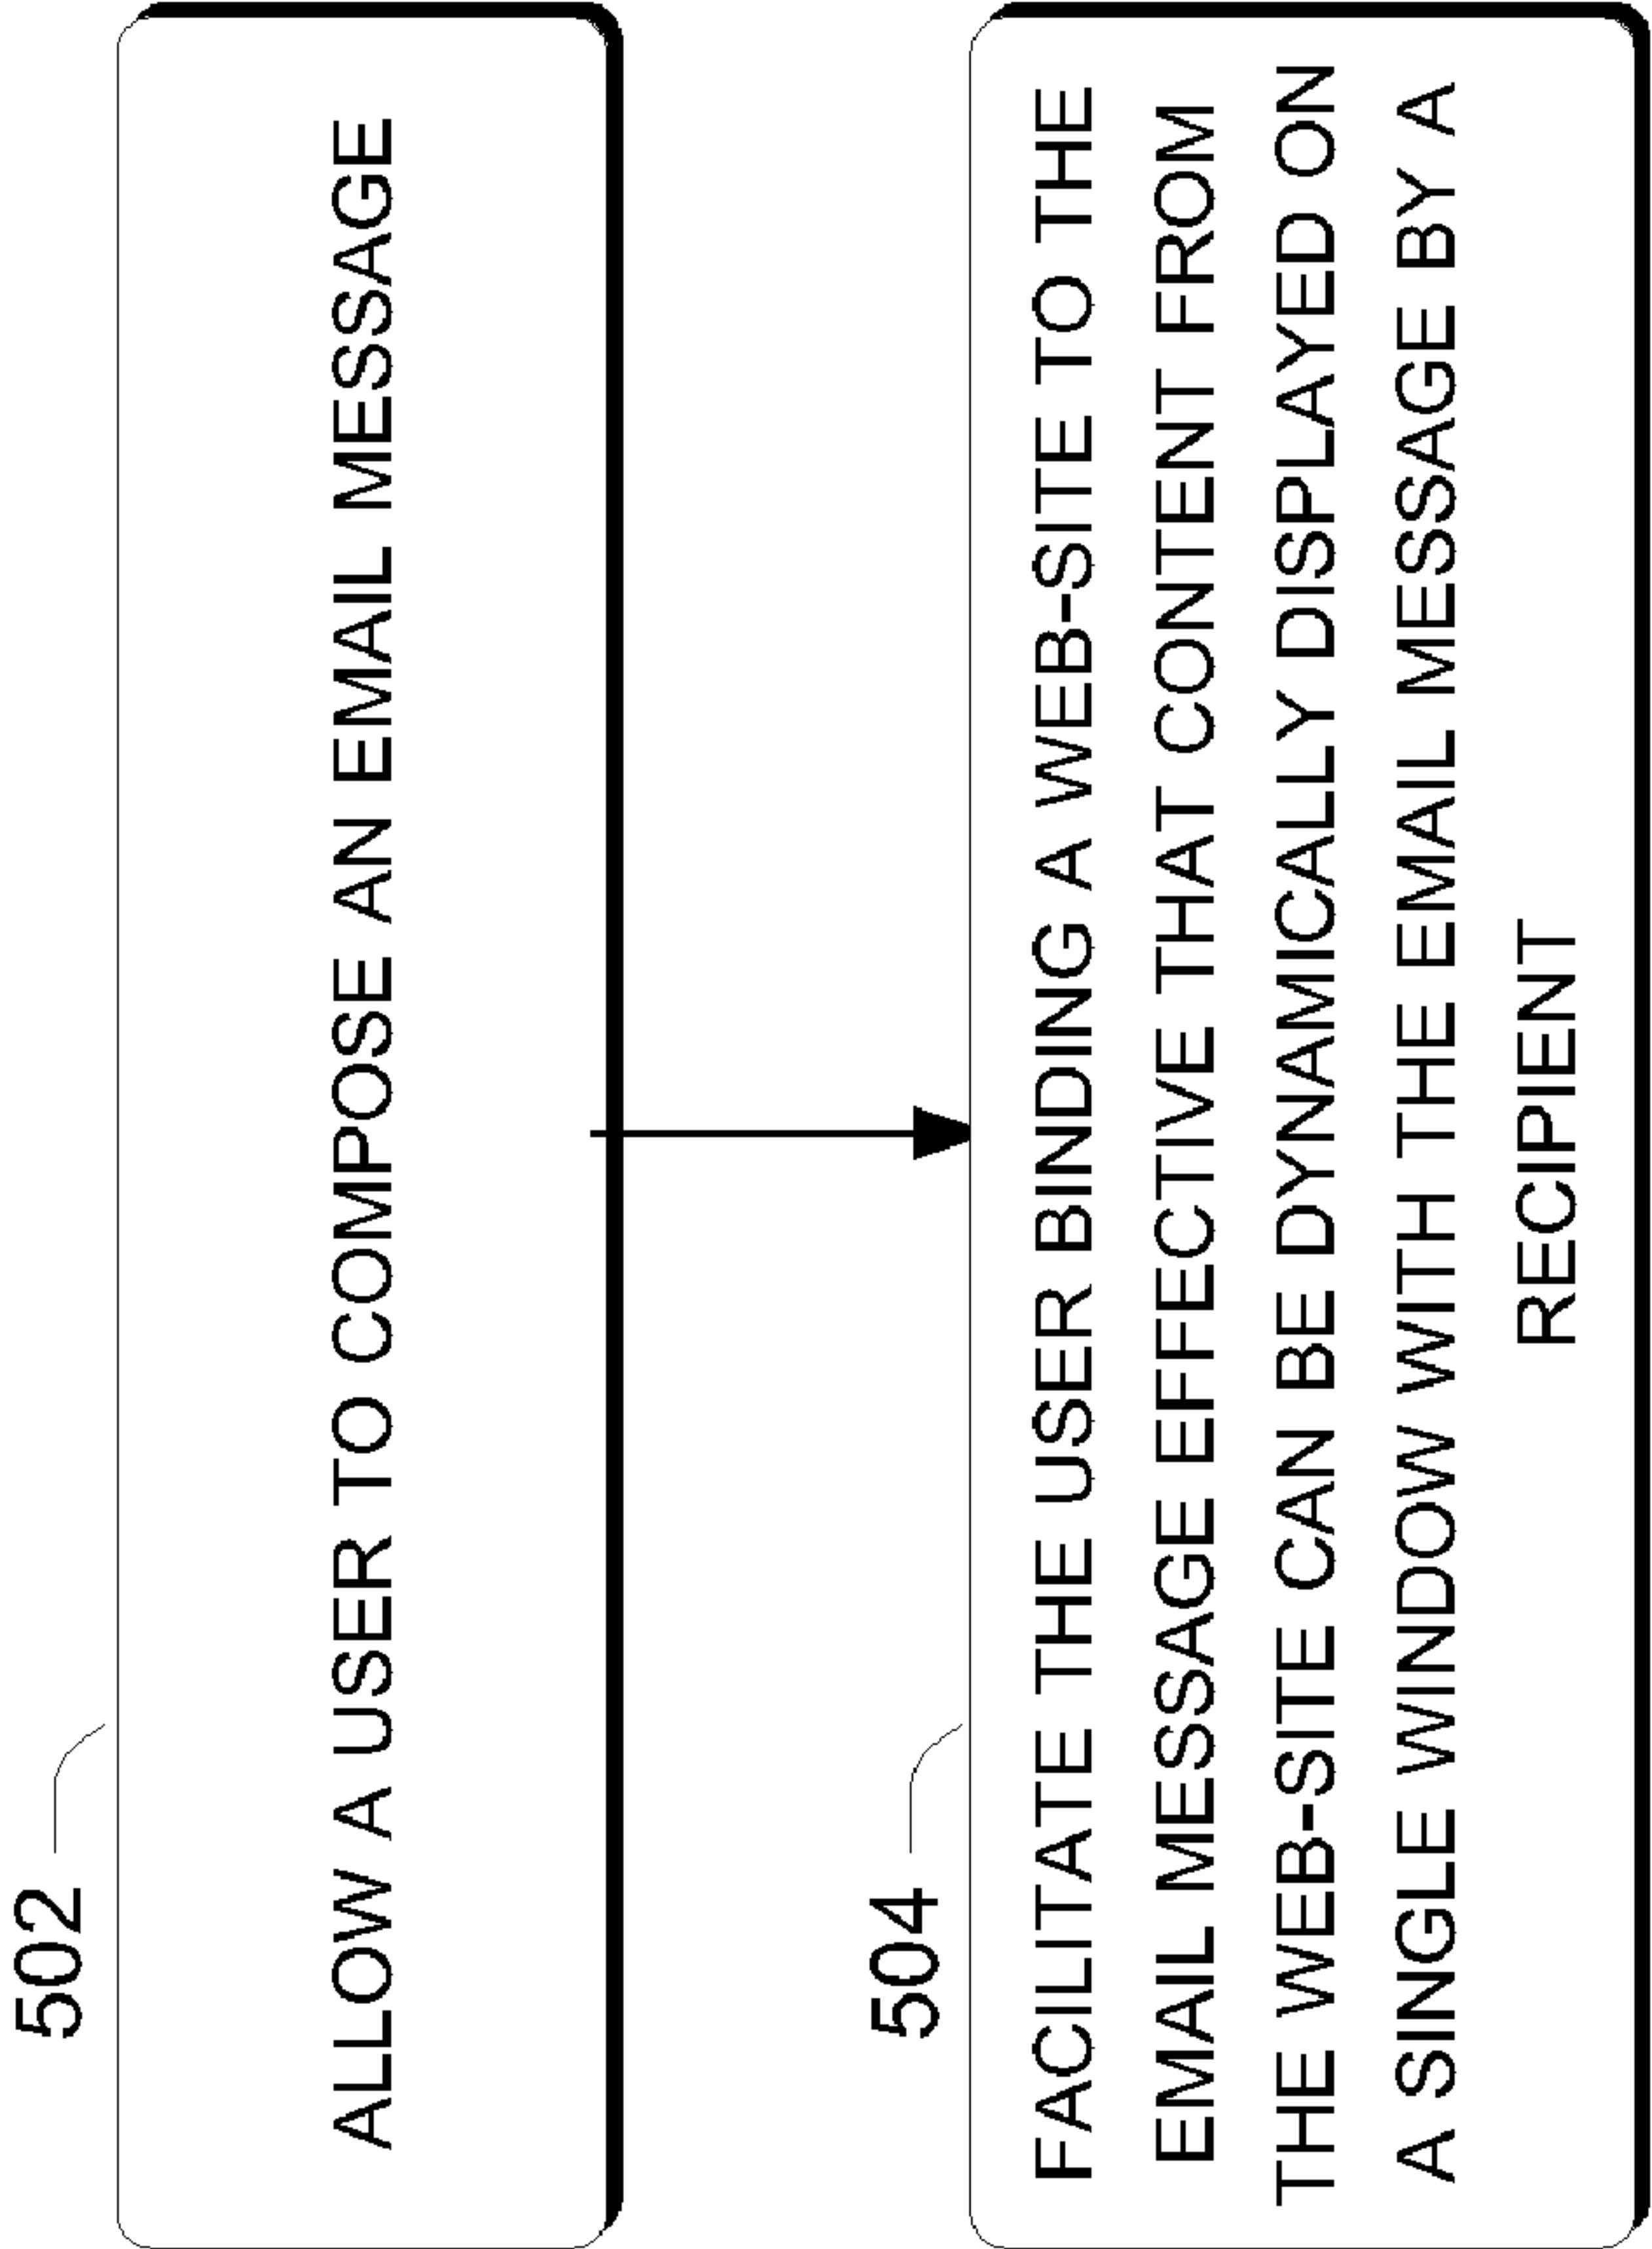 502
ALLOW A USER TO COMPOSE AN EMAIL MESSAGE
504
FACILITATE THE USER BINDING A WEB-SITE TO THE
EMAIL MESSAGE EFFECTIVE THAT CONTENT FROM
THE WEB-SITE CAN BE DYNAMICALLY DISPLAYED ON
A SINGLE WINDOW WITH THE EMAIL MESSAGE BY A
RECIPIENT